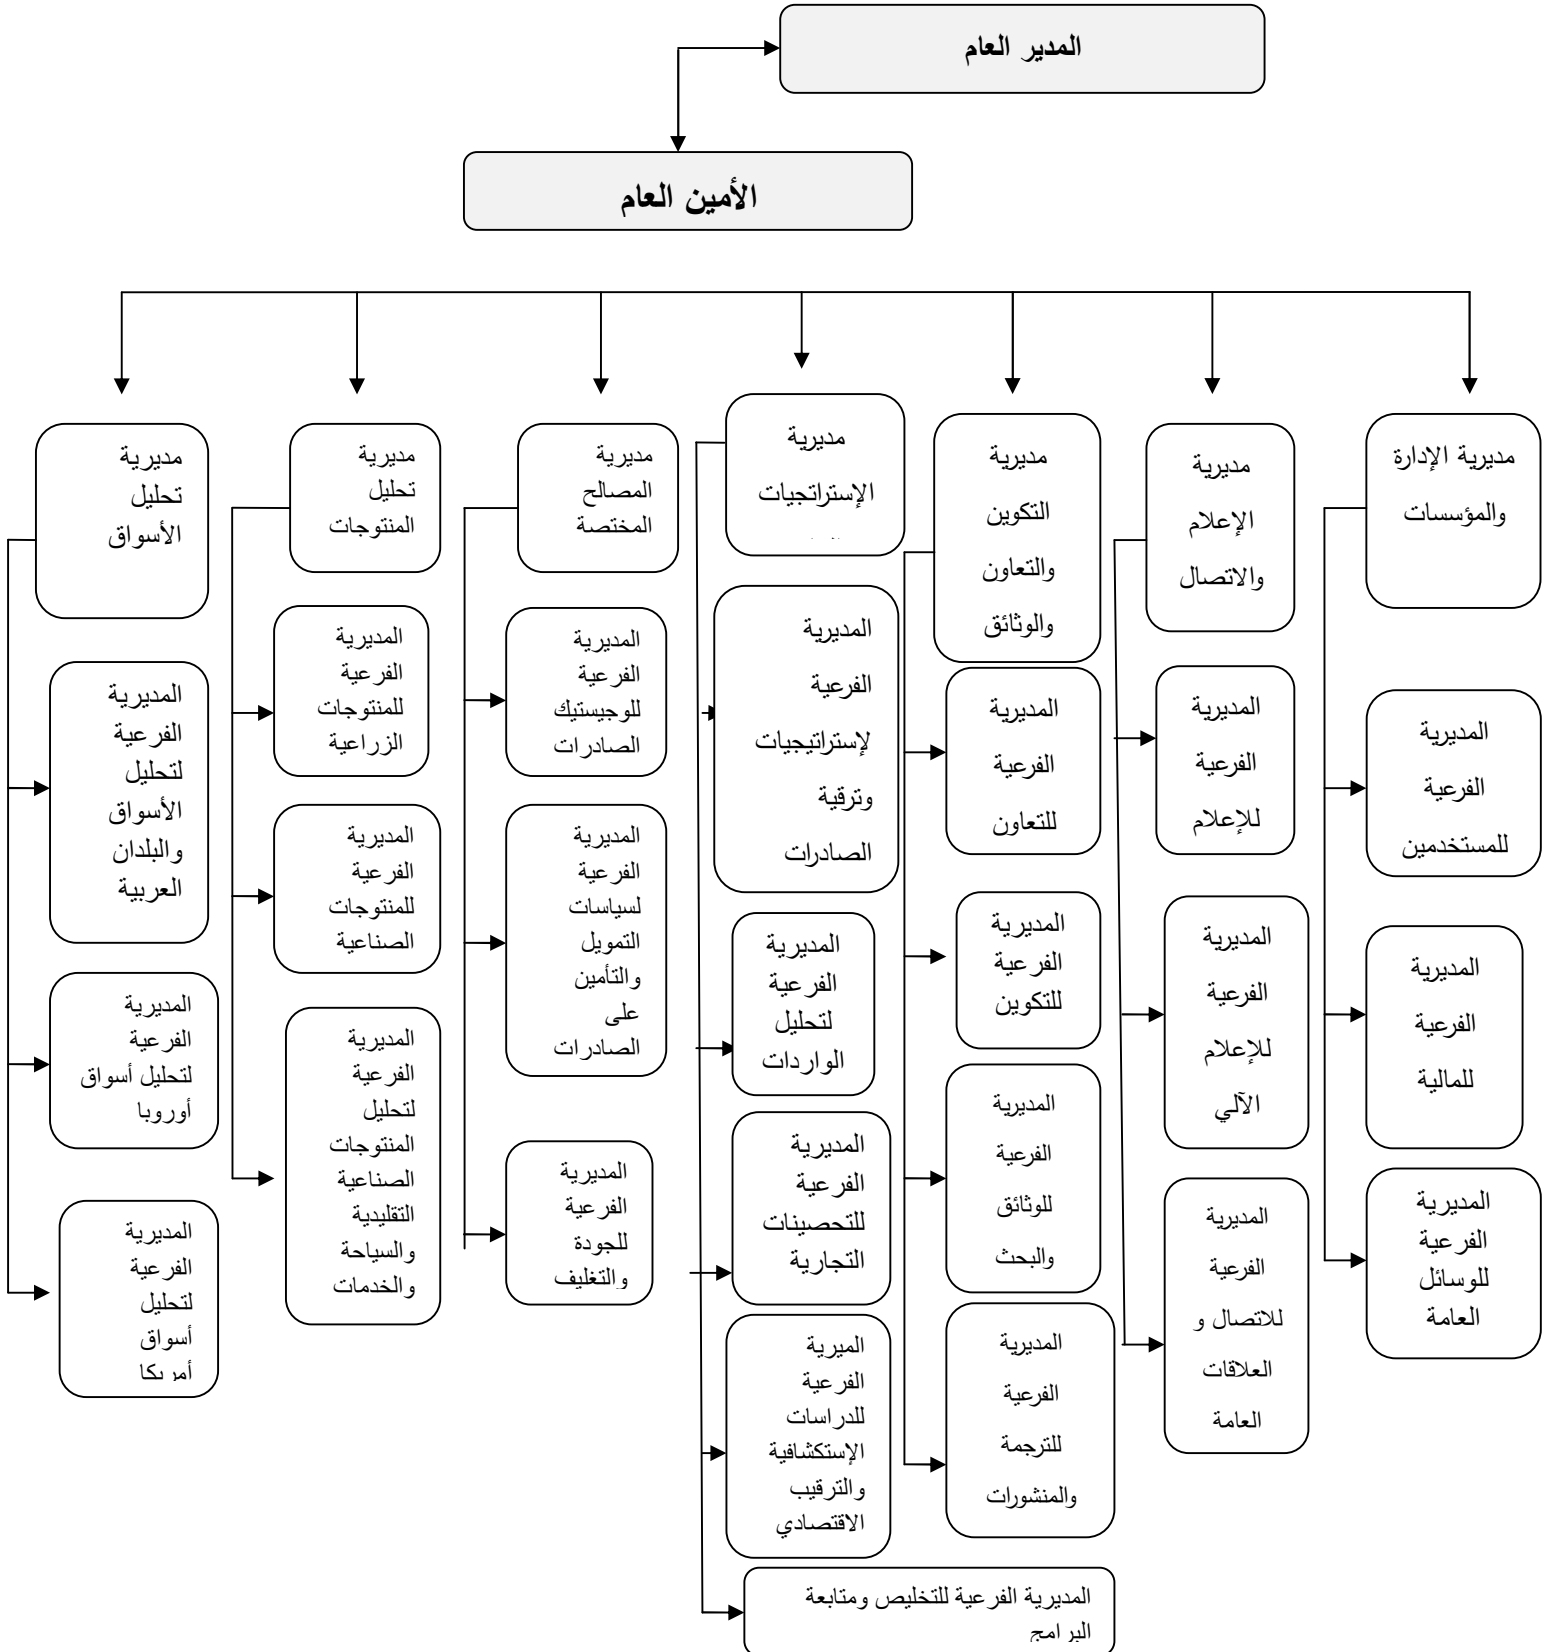 المدير العام
الأمين العام
مديرية الإدارة
والمؤسسات
المديرية
الفرعية
للمستخدمين
المديرية
الفرعية
للمالية
المديرية
الفرعية
للوسائل
العامة
مديرية
الإعلام
والاتصال
المديرية
الفرعية
للإعلام
المديرية
الفرعية
للإعلام
الآلي
المديرية
الفرعية
للاتصال و
العلاقات
العامة
مديرية
التكوين
والتعاون
والوثائق
المديرية
الفرعية
للتعاون
المديرية
الفرعية
للتكوين
المديرية
الفرعية
للوثائق
والبحث
المديرية
الفرعية
للترجمة
والمنشورات
مديرية
الإستراتجيات
المديرية
الفرعية
لإستراتيجيات
وترقية
الصادرات
المديرية
الفرعية
لتحليل
الواردات
المديرية
الفرعية
للتحصينات
التجارية
الميرية
الفرعية
للدراسات
الإستكشافية
والترقيب
الاقتصادي
المديرية الفرعية للتخليص ومتابعة
البرامج
مديرية
المصالح
المختصة
المديرية
الفرعية
للوجيستيك
الصادرات
المديرية
الفرعية
لسياسات
التمويل
والتأمين
على
الصادرات
المديرية
الفرعية
للجودة
والتغليف
مديرية
تحليل
المنتوجات
المديرية
الفرعية
للمنتوجات
الزراعية
المديرية
الفرعية
للمنتوجات
الصناعية
المديرية
الفرعية
لتحليل
المنتوجات
الصناعية
التقليدية
والسياحة
والخدمات
مديرية
تحليل
الأسواق
المديرية
الفرعية
لتحليل
الأسواق
والبلدان
العربية
المديرية
الفرعية
لتحليل أسواق
أوروبا
المديرية
الفرعية
لتحليل
أسواق
أمريكا